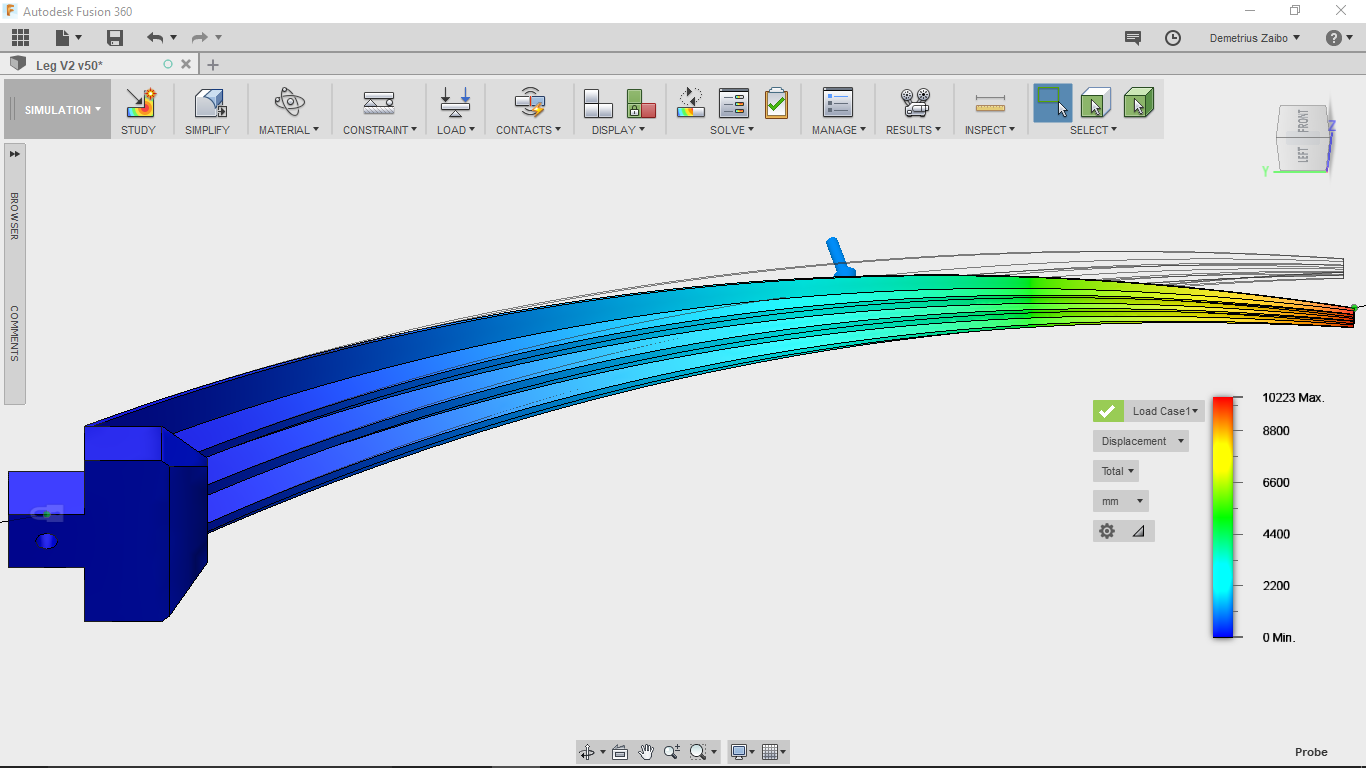 Autodesk Fusion 360
Demetrius Zaibo
Leg V2 v50*
SIMULATION
STUDY
SIMPLIFY
MATERIAL
CONSTRAINT
LOAD
CONTACTS
DISPLAY
SOLVE
MANAGE
RESULTS
INSPECT
SELECT
FRONT
LEFT
Z
Y
BROWSER
COMMENTS
Load Case1
Displacement
Total
mm
10223 Max.
8800
6600
4400
2200
0 Min.
Probe